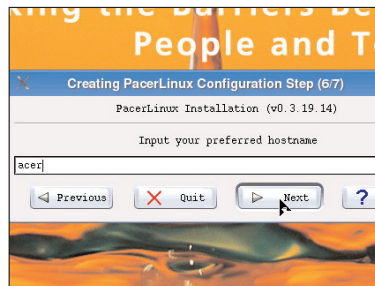 People and T
Creating PacerLinux Configuration Step (6/7)
PacerLinux Installation (v0.3.19.14)
Input your preferred hostname
acer
Previous Quit Next ?